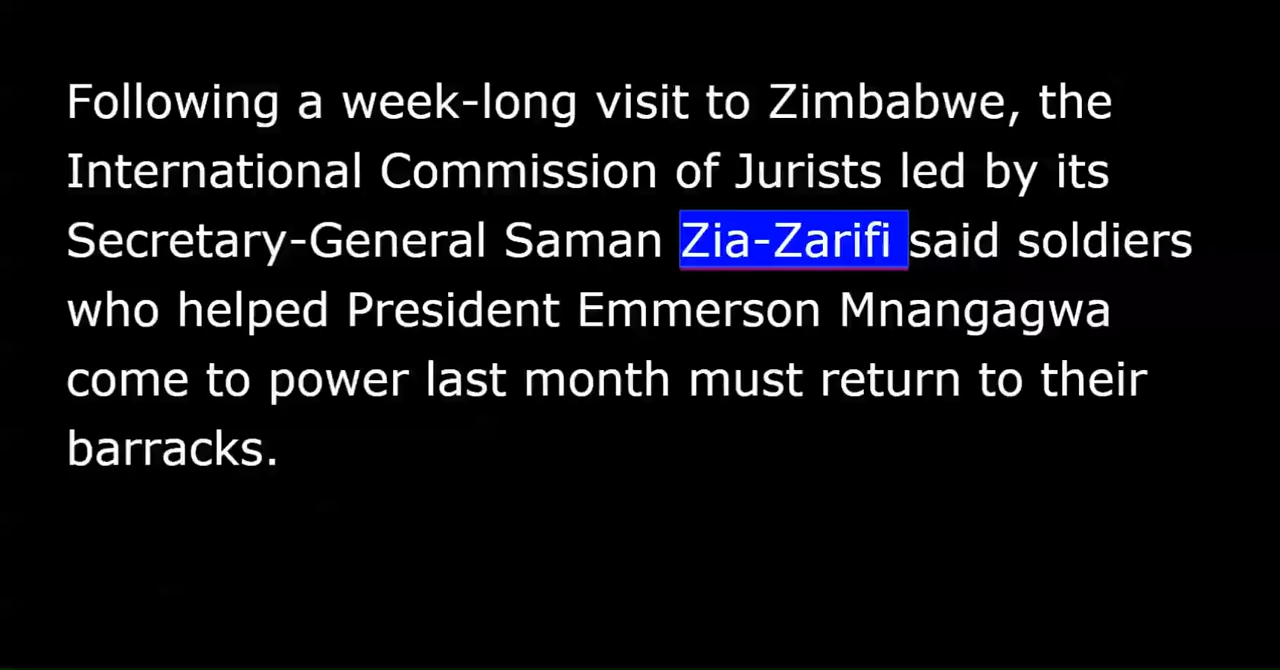 Following a week-long visit to Zimbabwe, the
International Commission of Jurists led by its
Secretary-General Saman Zia-Zarifi said soldiers
who helped President Emmerson Mnangagwa
come to power last month must return to their
barracks.